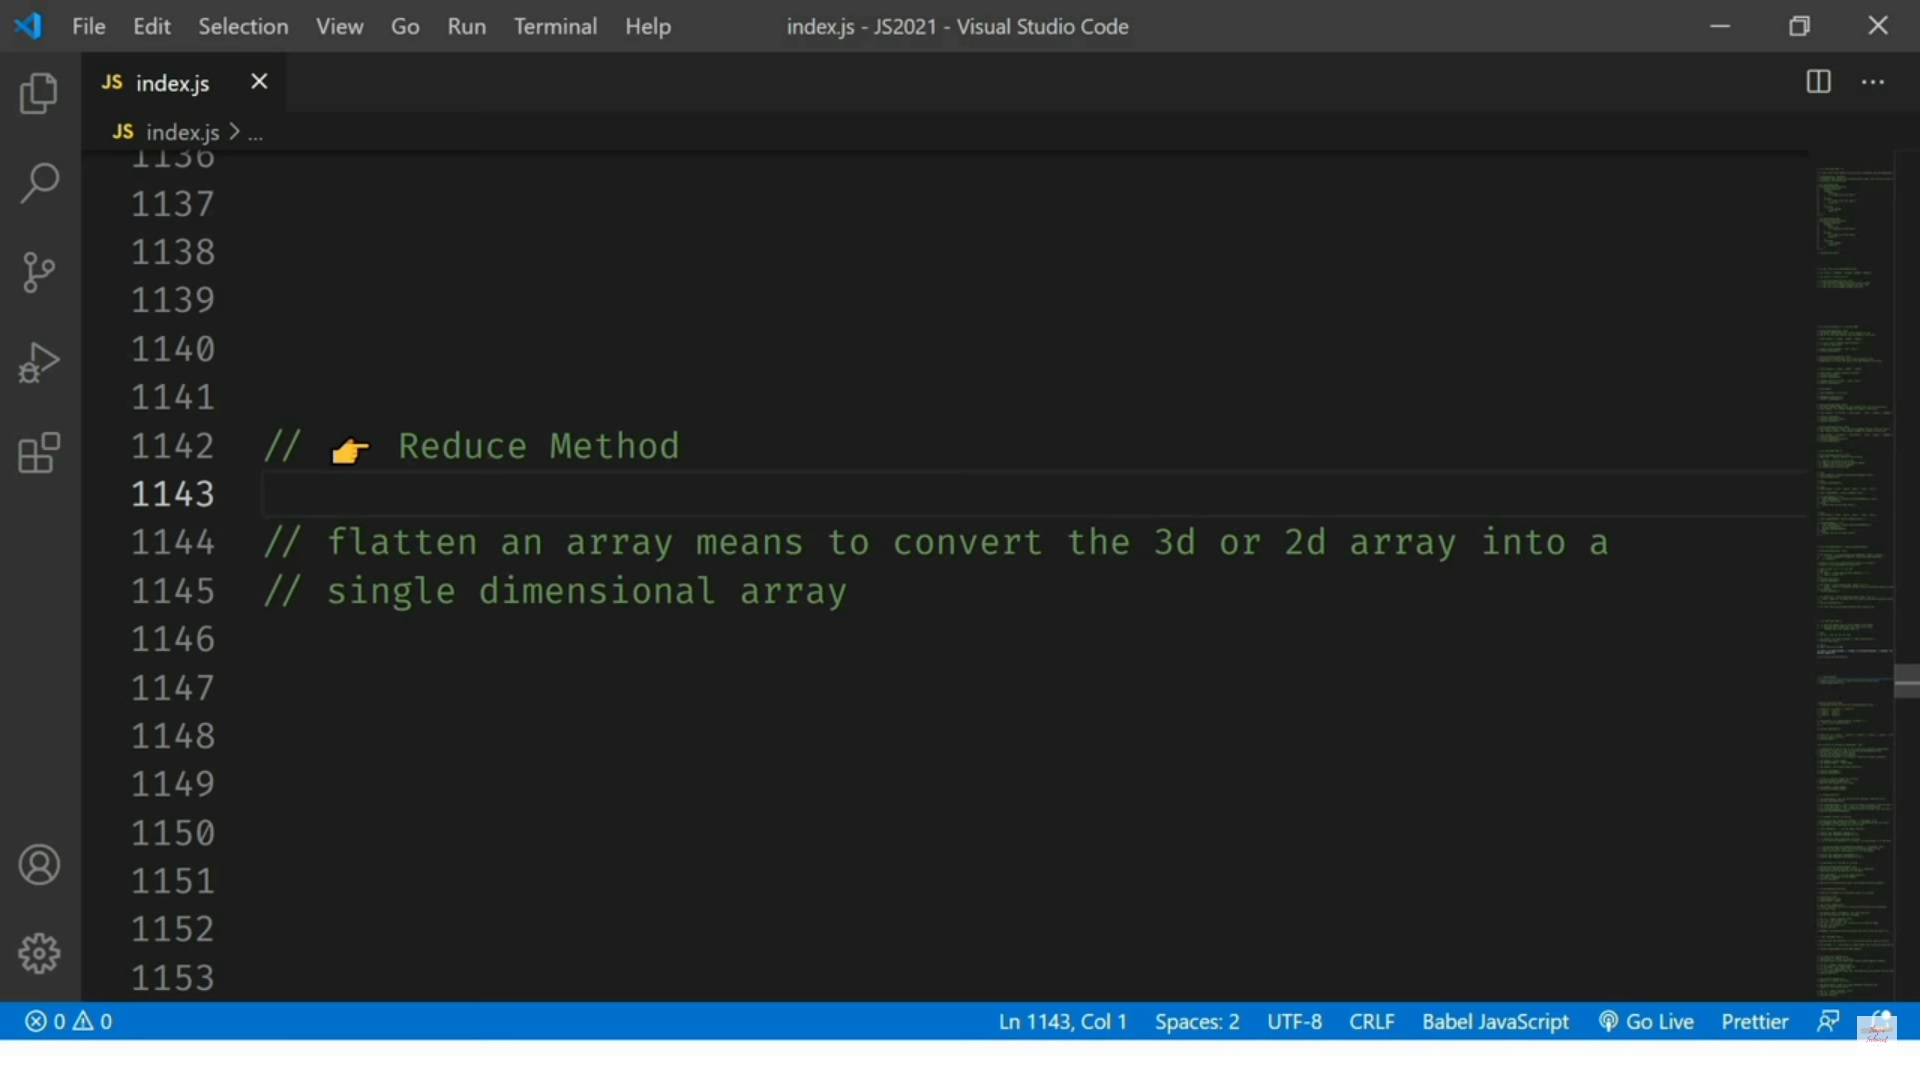 File Edit Selection View Go Run Terminal Help index.js - JS2021 - Visual Studio Code
JS index.js
JS index.js > ...
1136
1137
1138
1139
1140
1141
1142 // 👉 Reduce Method
1143
1144 // flatten an array means to convert the 3d or 2d array into a
1145 // single dimensional array
1146
1147
1148
1149
1150
1151
1152
1153
0 0 Ln 1143, Col 1 Spaces: 2 UTF-8 CRLF Babel JavaScript Go Live Prettier